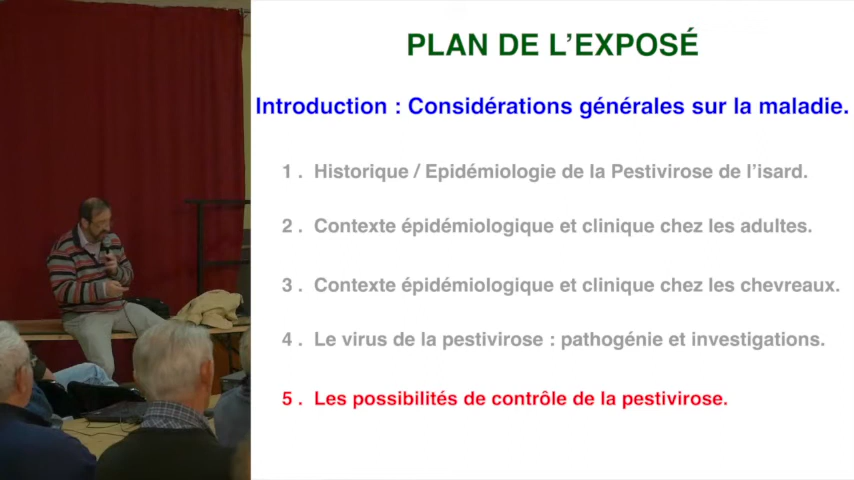 PLAN DE L'EXPOSÉ
Introduction : Considérations générales sur la maladie.
1 . Historique / Epidémiologie de la Pestivirose de l'isard.
2 . Contexte épidémiologique et clinique chez les adultes.
3 . Contexte épidémiologique et clinique chez les chevreaux.
4 . Le virus de la pestivirose : pathogénie et investigations.
5 . Les possibilités de contrôle de la pestivirose.